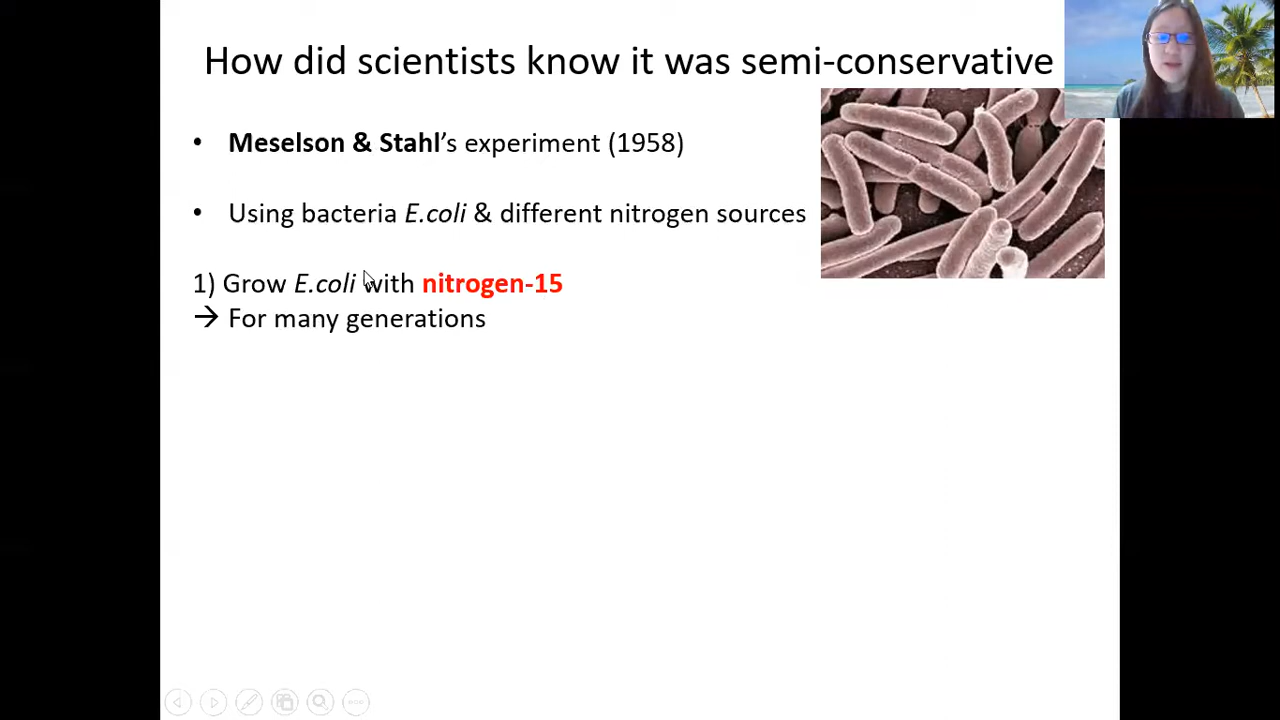 How did scientists know it was semi-conservative
• Meselson & Stahl's experiment (1958)
• Using bacteria E.coli & different nitrogen sources
1) Grow E.coli with nitrogen-15
→ For many generations